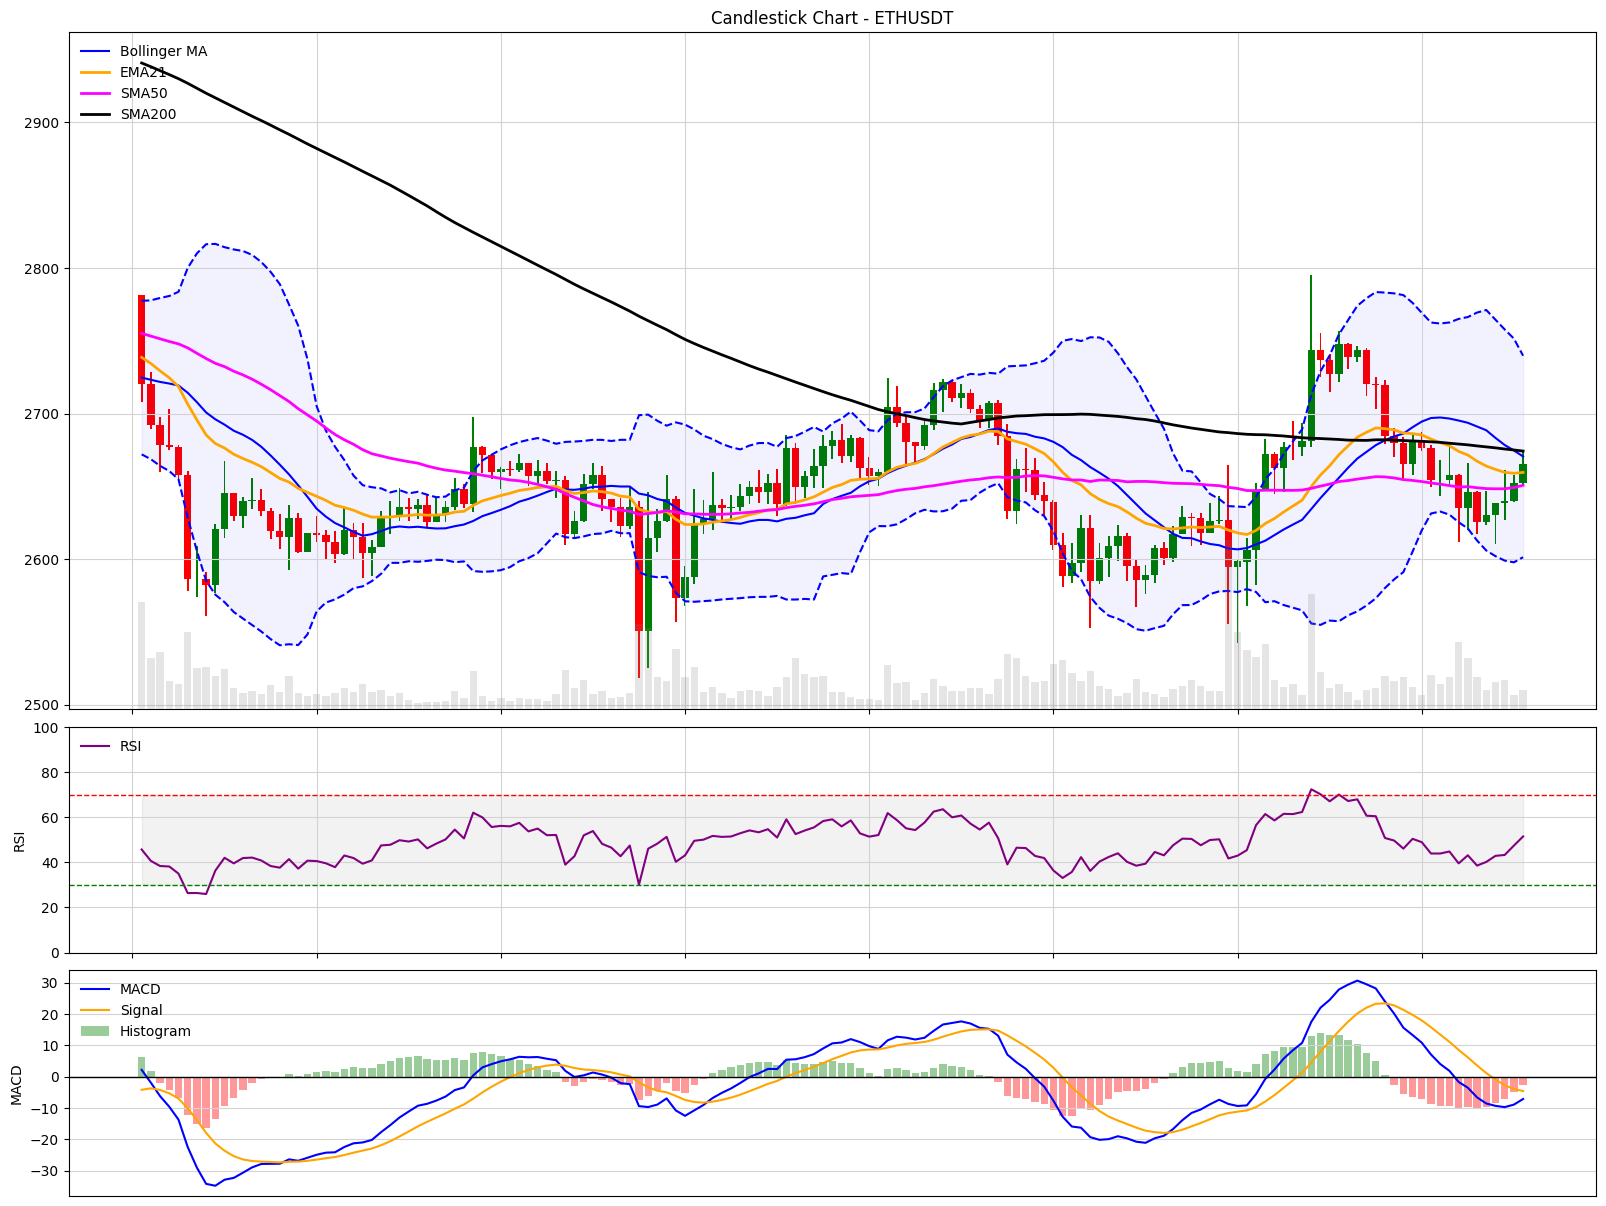 Candlestick Chart - ETHUSDT
Bollinger MA
EMA21
SMA50
SMA200
2900
2800
2700
2600
2500
RSI
100
80
60
40
20
0
RSI
MACD
Signal
Histogram
30
20
10
0
−10
−20
−30
MACD